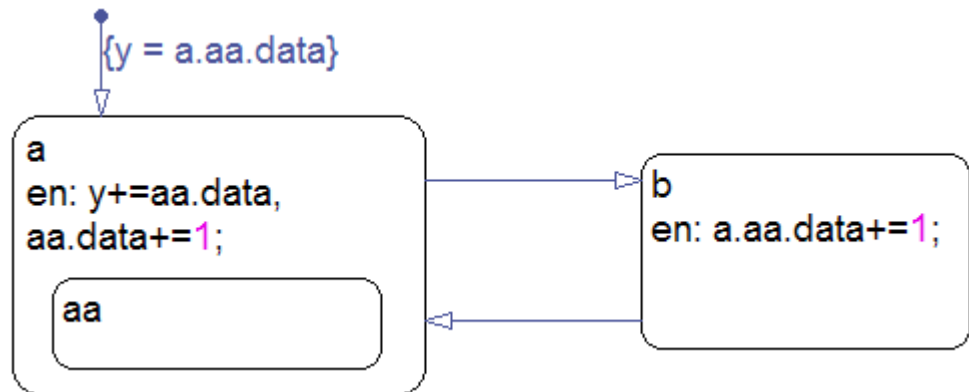 {y = a.aa.data}
a
en: y+=aa.data,
aa.data+=1;
aa
b
en: a.aa.data+=1;